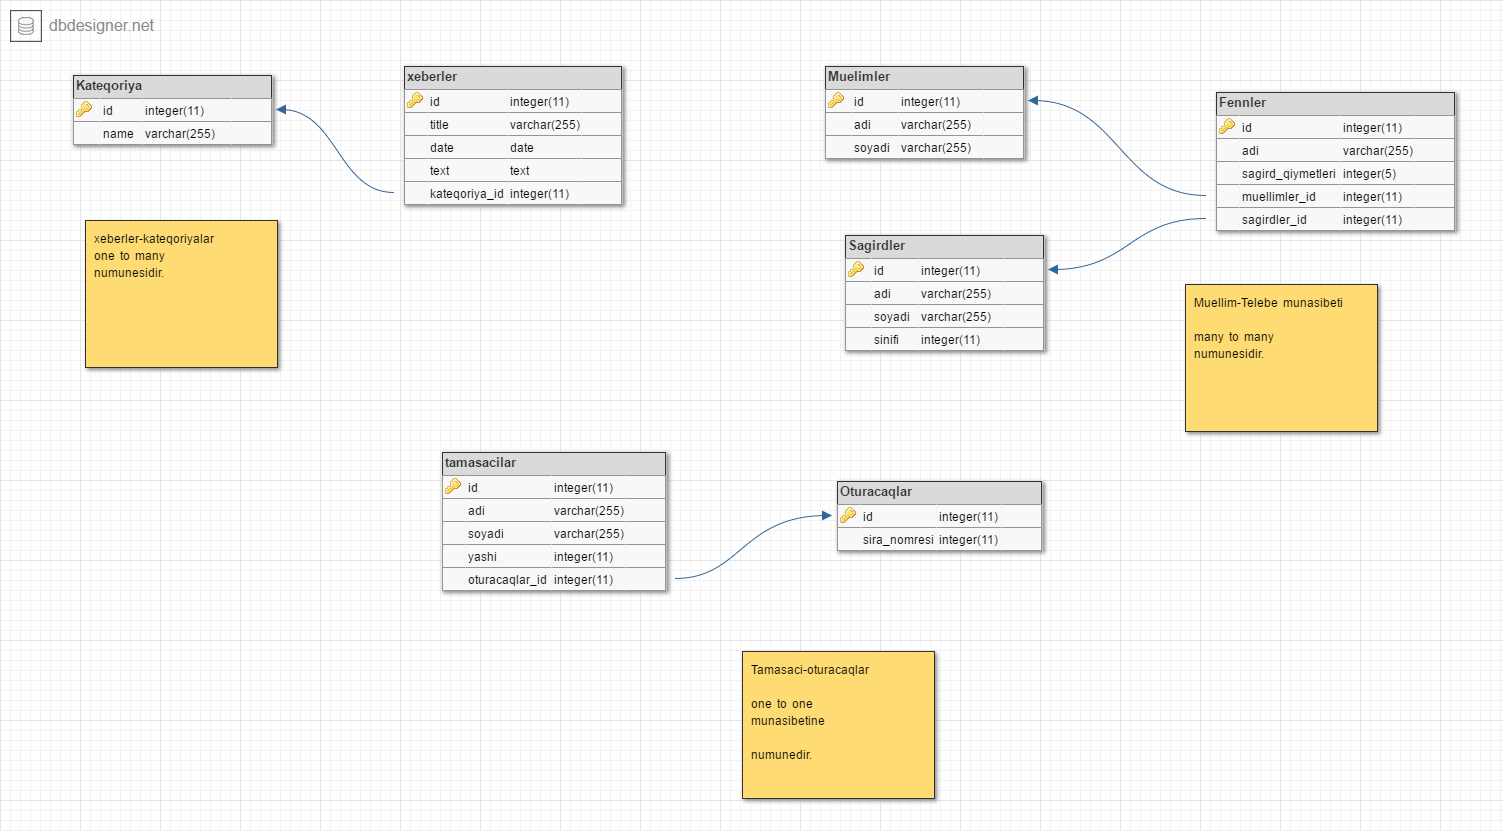 dbdesigner.net
Kateqoriya
id integer(11)
name varchar(255)
xeberler
id integer(11)
title varchar(255)
date date
text text
kateqoriya_id integer(11)
Muelimler
id integer(11)
adi varchar(255)
soyadi varchar(255)
Fennler
id integer(11)
adi varchar(255)
sagird_qiymetleri integer(5)
muellimler_id integer(11)
sagirdler_id integer(11)
xeberler-kateqoriyalar
one to many
numunesidir.
Sagirdler
id integer(11)
adi varchar(255)
soyadi varchar(255)
sinifi integer(11)
Muellim-Telebe munasibeti
many to many
numunesidir.
tamasacilar
id integer(11)
adi varchar(255)
soyadi varchar(255)
yashi integer(11)
oturacaqlar_id integer(11)
Oturacaqlar
id integer(11)
sira_nomresi integer(11)
Tamasaci-oturacaqlar
one to one
munasibetine
numunedir.